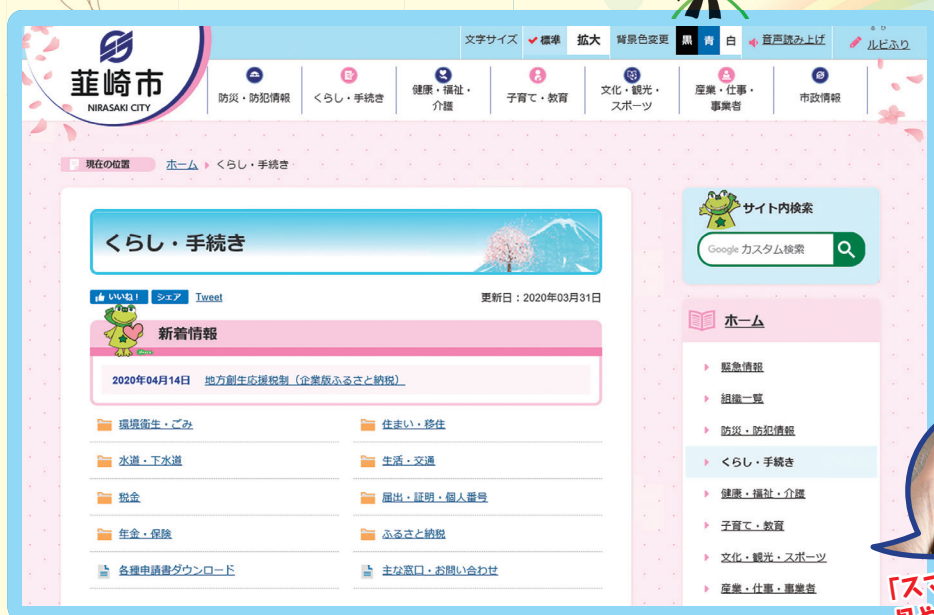 文字サイズ ✔標準 拡大 背景色変更 黒 青 白 音声読み上げ ルビふり
韮崎市
NIRASAKI CITY
防災・防犯情報
くらし・手続き
健康・福祉・
介護
子育て・教育
文化・観光・
スポーツ
産業・仕事・
事業者
市政情報
現在の位置 ホーム くらし・手続き
くらし・手続き
いいね! シェア Tweet 更新日:2020年03月31日
新着情報
2020年04月14日 地方創生応援税制(企業版ふるさと納税)
環境衛生・ごみ 住まい・移住
水道・下水道 生活・交通
税金 届出・証明・個人番号
年金・保険 ふるさと納税
各種申請書ダウンロード 主な窓口・お問い合わせ
サイト内検索
Google カスタム検索
ホーム
緊急情報
組織一覧
防災・防犯情報
くらし・手続き
健康・福祉・介護
子育て・教育
文化・観光・スポーツ
産業・仕事・事業者